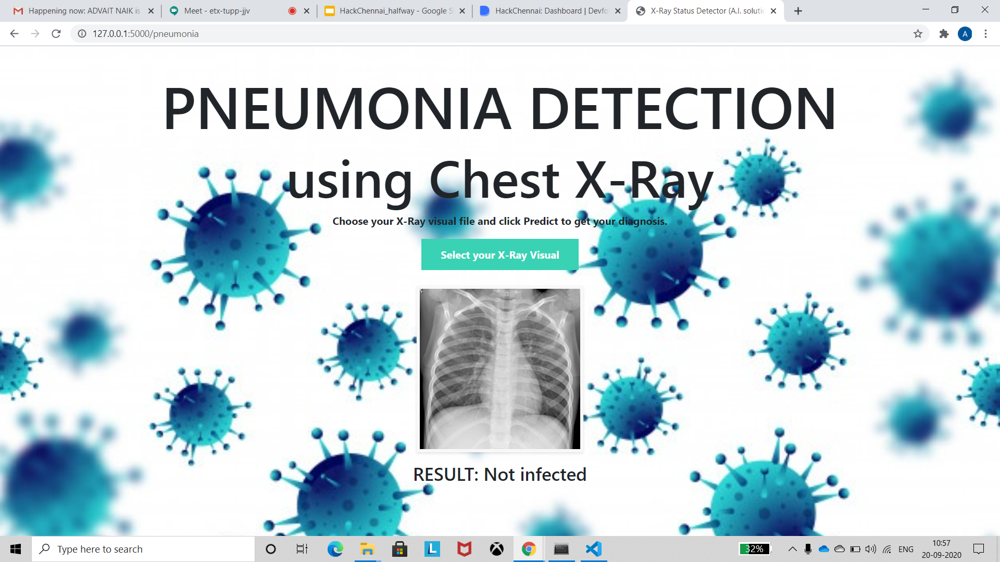 Happening now: ADVAIT NAIK is
Meet - etx-tupp-jjv
HackChennai_halfway - Google S
HackChennai: Dashboard | Devfo
X-Ray Status Detector (A.I. soluti
127.0.0.1:5000/pneumonia
A
PNEUMONIA DETECTION
using Chest X-Ray
Choose your X-Ray visual file and click Predict to get your diagnosis.
Select your X-Ray Visual
RESULT: Not infected
Type here to search
L
32%
ENG
10:57
20-09-2020